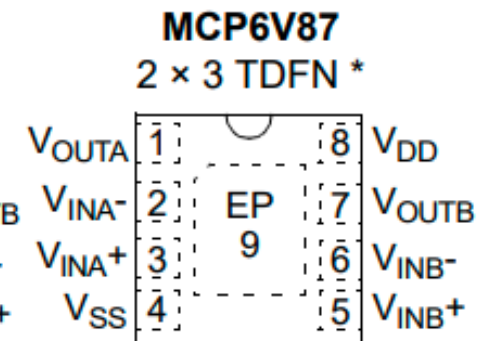 MCP6V87
2 × 3 TDFN *
VOUTA 1 8 VDD
B VINA- 2 EP 7 VOUTB
- VINA+ 3 9 6 VINB-
+ VSS 4 5 VINB+